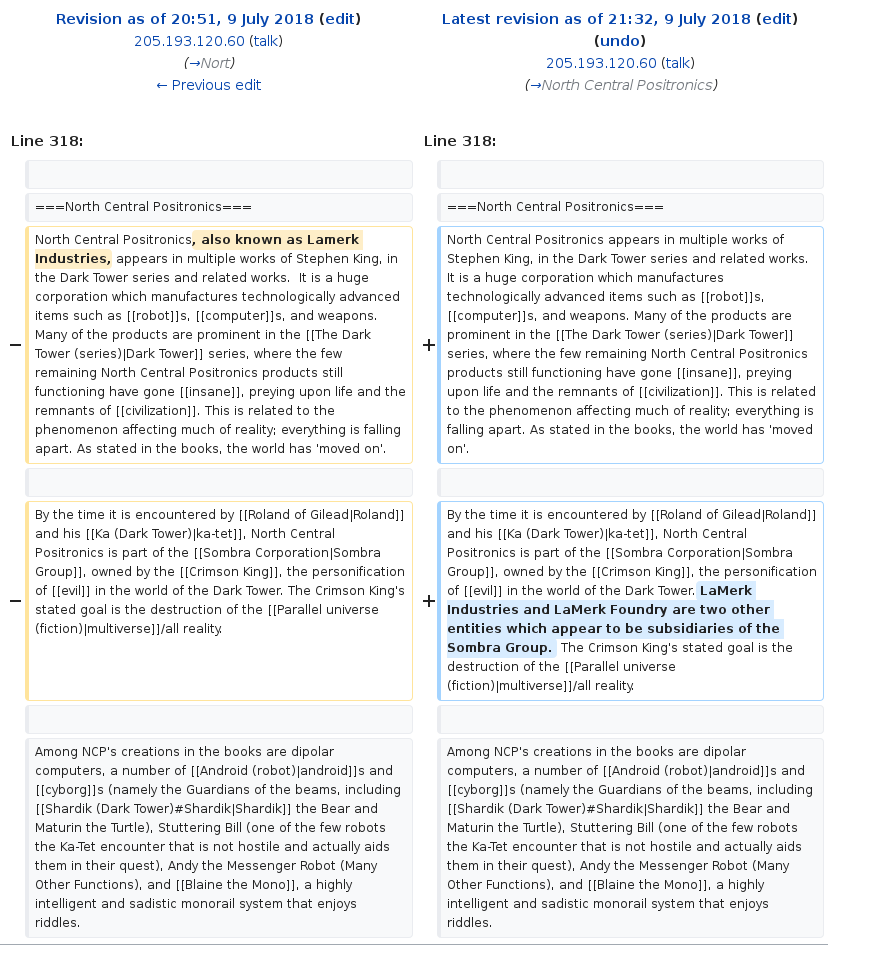 Revision as of 20:51, 9 July 2018 (edit)
205.193.120.60 (talk)
(→Nort)
← Previous edit
Latest revision as of 21:32, 9 July 2018 (edit)
(undo)
205.193.120.60 (talk)
(→North Central Positronics)
Line 318:
Line 318:
===North Central Positronics===
===North Central Positronics===
−
North Central Positronics, also known as Lamerk
Industries, appears in multiple works of Stephen King, in
the Dark Tower series and related works.  It is a huge
corporation which manufactures technologically advanced
items such as [[robot]]s, [[computer]]s, and weapons.
Many of the products are prominent in the [[The Dark
Tower (series)|Dark Tower]] series, where the few
remaining North Central Positronics products still
functioning have gone [[insane]], preying upon life and the
remnants of [[civilization]]. This is related to the
phenomenon affecting much of reality; everything is falling
apart. As stated in the books, the world has 'moved on'.
+
North Central Positronics appears in multiple works of
Stephen King, in the Dark Tower series and related works.
It is a huge corporation which manufactures
technologically advanced items such as [[robot]]s,
[[computer]]s, and weapons. Many of the products are
prominent in the [[The Dark Tower (series)|Dark Tower]]
series, where the few remaining North Central Positronics
products still functioning have gone [[insane]], preying
upon life and the remnants of [[civilization]]. This is related
to the phenomenon affecting much of reality; everything is
falling apart. As stated in the books, the world has 'moved
on'.
−
By the time it is encountered by [[Roland of Gilead|Roland]]
and his [[Ka (Dark Tower)|ka-tet]], North Central
Positronics is part of the [[Sombra Corporation|Sombra
Group]], owned by the [[Crimson King]], the personification
of [[evil]] in the world of the Dark Tower. The Crimson King's
stated goal is the destruction of the [[Parallel universe
(fiction)|multiverse]]/all reality.
+
By the time it is encountered by [[Roland of Gilead|Roland]]
and his [[Ka (Dark Tower)|ka-tet]], North Central
Positronics is part of the [[Sombra Corporation|Sombra
Group]], owned by the [[Crimson King]], the personification
of [[evil]] in the world of the Dark Tower. LaMerk
Industries and LaMerk Foundry are two other
entities which appear to be subsidiaries of the
Sombra Group.  The Crimson King's stated goal is the
destruction of the [[Parallel universe
(fiction)|multiverse]]/all reality.
Among NCP's creations in the books are dipolar
computers, a number of [[Android (robot)|android]]s and
[[cyborg]]s (namely the Guardians of the beams, including
[[Shardik (Dark Tower)#Shardik|Shardik]] the Bear and
Maturin the Turtle), Stuttering Bill (one of the few robots
the Ka-Tet encounter that is not hostile and actually aids
them in their quest), Andy the Messenger Robot (Many
Other Functions), and [[Blaine the Mono]], a highly
intelligent and sadistic monorail system that enjoys
riddles.
Among NCP's creations in the books are dipolar
computers, a number of [[Android (robot)|android]]s and
[[cyborg]]s (namely the Guardians of the beams, including
[[Shardik (Dark Tower)#Shardik|Shardik]] the Bear and
Maturin the Turtle), Stuttering Bill (one of the few robots
the Ka-Tet encounter that is not hostile and actually aids
them in their quest), Andy the Messenger Robot (Many
Other Functions), and [[Blaine the Mono]], a highly
intelligent and sadistic monorail system that enjoys
riddles.